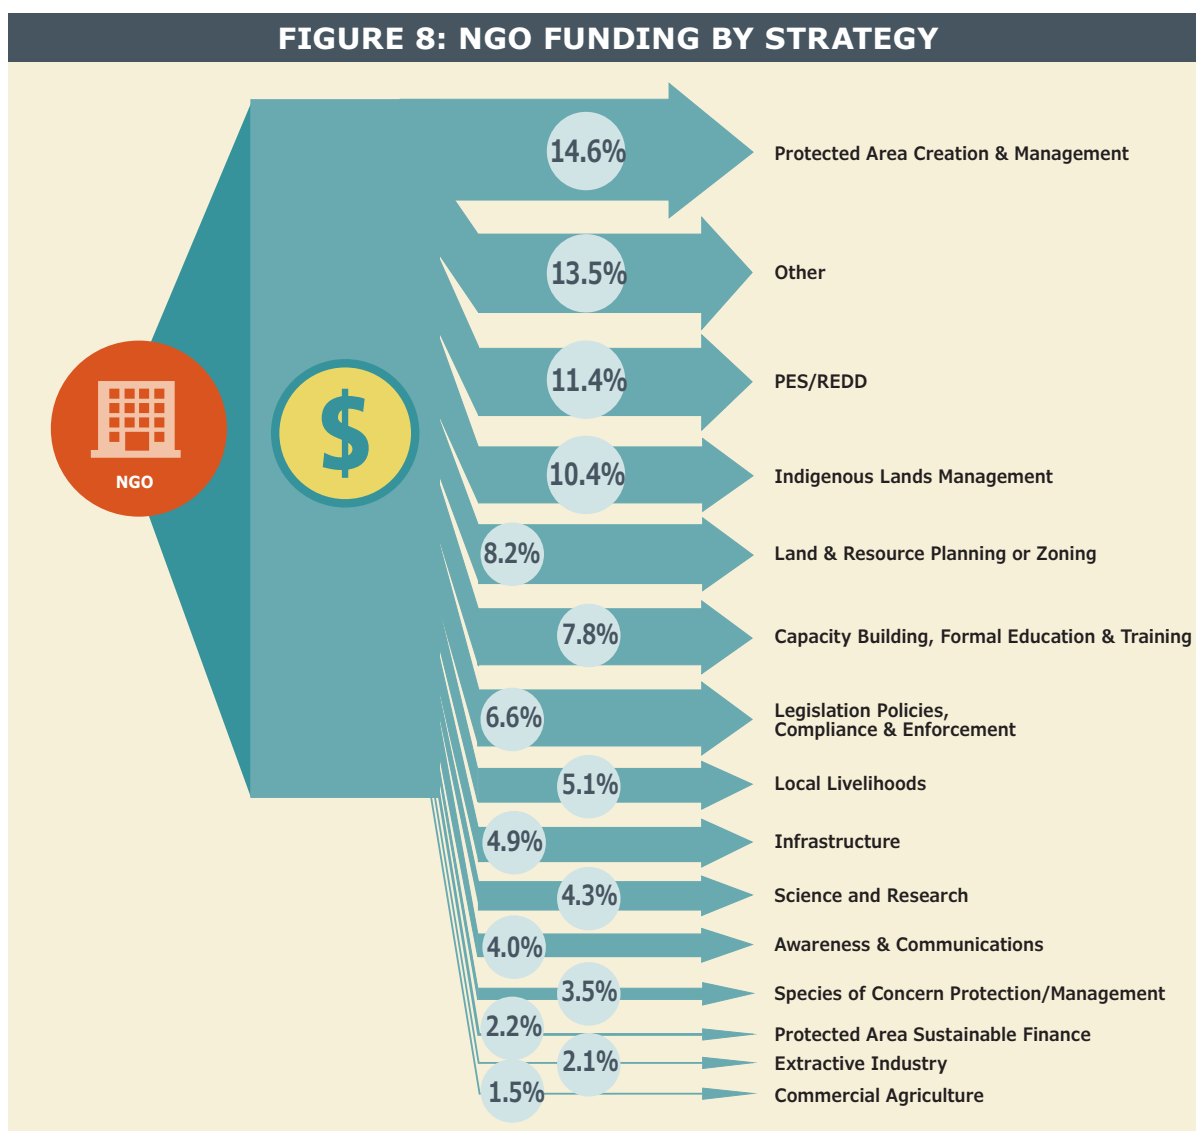 FIGURE 8: NGO FUNDING BY STRATEGY
14.6%
Protected Area Creation & Management
13.5%
Other
11.4%
PES/REDD
10.4%
Indigenous Lands Management
8.2%
Land & Resource Planning or Zoning
7.8%
Capacity Building, Formal Education & Training
6.6%
Legislation Policies,
Compliance & Enforcement
5.1%
Local Livelihoods
4.9%
Infrastructure
4.3%
Science and Research
4.0%
Awareness & Communications
3.5%
Species of Concern Protection/Management
2.2%
Protected Area Sustainable Finance
2.1%
Extractive Industry
1.5%
Commercial Agriculture
NGO
$